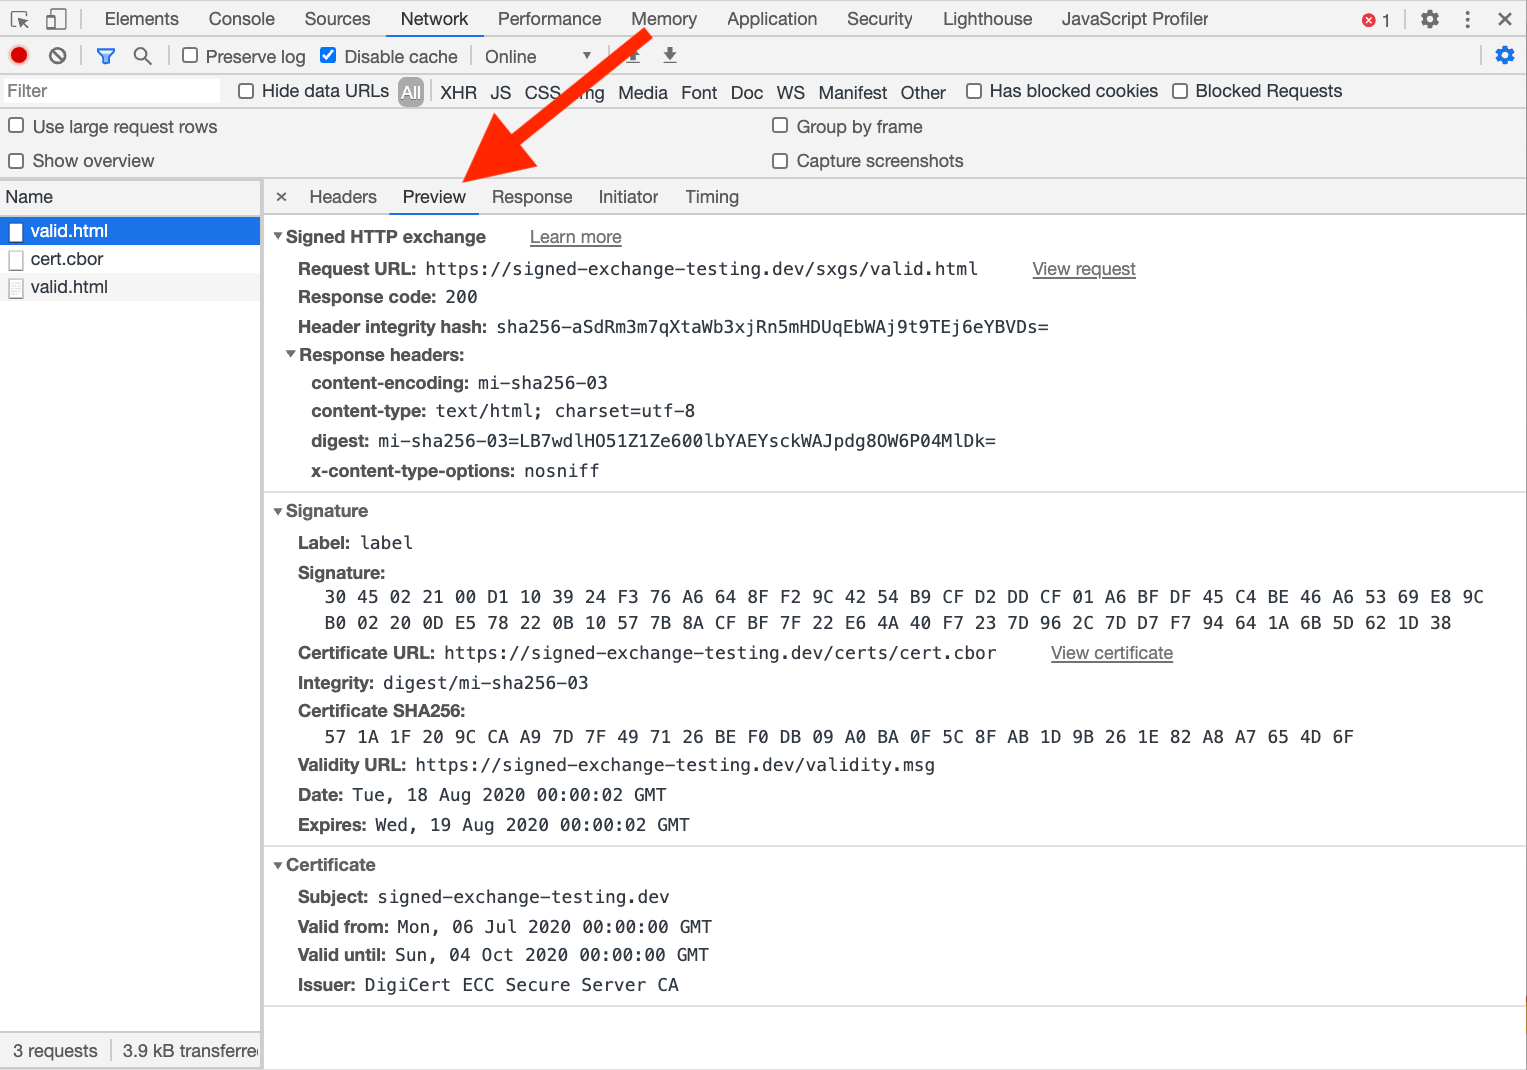 Elements Console Sources Network Performance Memory Application Security Lighthouse JavaScript Profiler 1
Preserve log Disable cache Online
Filter Hide data URLs All XHR JS CSS Media Font Doc WS Manifest Other Has blocked cookies Blocked Requests
Use large request rows Group by frame
Show overview Capture screenshots
Name × Headers Preview Response Initiator Timing
valid.html
cert.cbor
valid.html
Signed HTTP exchange Learn more
Request URL: https://signed-exchange-testing.dev/sxgs/valid.html View request
Response code: 200
Header integrity hash: sha256-aSdRm3m7qXtaWb3xjRn5mHDUqEbWAj9t9TEj6eYBVDs=
Response headers:
content-encoding: mi-sha256-03
content-type: text/html; charset=utf-8
digest: mi-sha256-03=LB7wdlHO51Z1Ze600lbYAEYsckWAJpdg8OW6P04MlDk=
x-content-type-options: nosniff
Signature
Label: label
Signature:
30 45 02 21 00 D1 10 39 24 F3 76 A6 64 8F F2 9C 42 54 B9 CF D2 DD CF 01 A6 BF DF 45 C4 BE 46 A6 53 69 E8 9C
B0 02 20 0D E5 78 22 0B 10 57 7B 8A CF BF 7F 22 E6 4A 40 F7 23 7D 96 2C 7D D7 F7 94 64 1A 6B 5D 62 1D 38
Certificate URL: https://signed-exchange-testing.dev/certs/cert.cbor View certificate
Integrity: digest/mi-sha256-03
Certificate SHA256:
57 1A 1F 20 9C CA A9 7D 7F 49 71 26 BE F0 DB 09 A0 BA 0F 5C 8F AB 1D 9B 26 1E 82 A8 A7 65 4D 6F
Validity URL: https://signed-exchange-testing.dev/validity.msg
Date: Tue, 18 Aug 2020 00:00:02 GMT
Expires: Wed, 19 Aug 2020 00:00:02 GMT
Certificate
Subject: signed-exchange-testing.dev
Valid from: Mon, 06 Jul 2020 00:00:00 GMT
Valid until: Sun, 04 Oct 2020 00:00:00 GMT
Issuer: DigiCert ECC Secure Server CA
3 requests 3.9 kB transferre